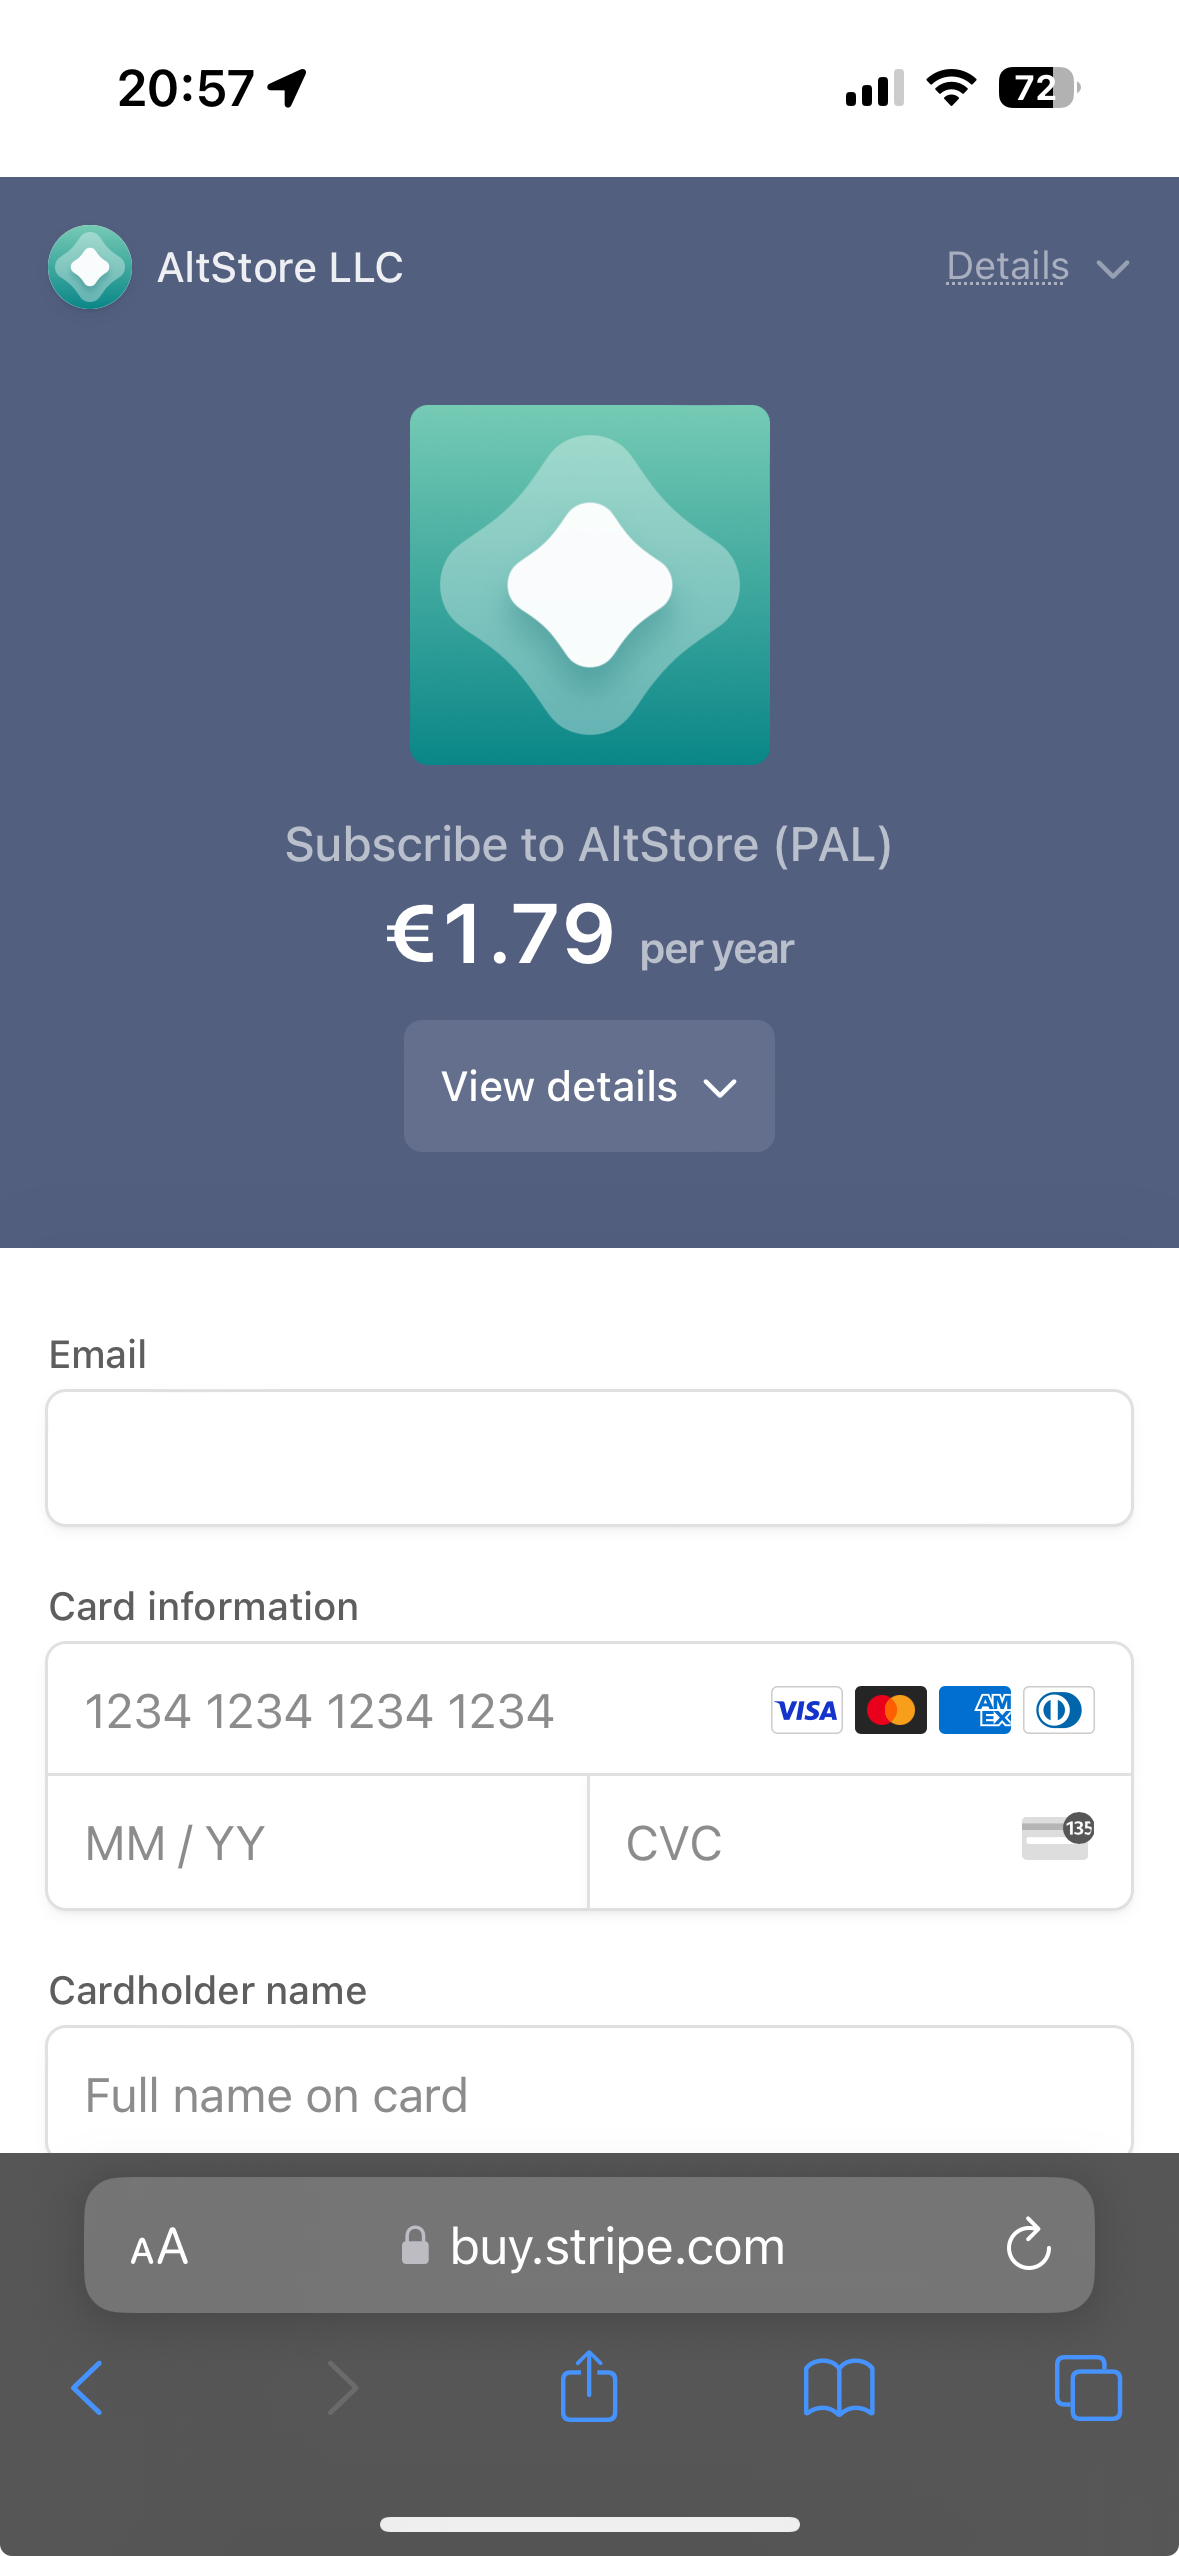 20:57
72
AltStore LLC
Details
Subscribe to AltStore (PAL)
€1.79 per year
View details
Email
Card information
1234 1234 1234 1234
VISA
AM
EX
MM / YY
CVC
135
Cardholder name
Full name on card
AA
buy.stripe.com